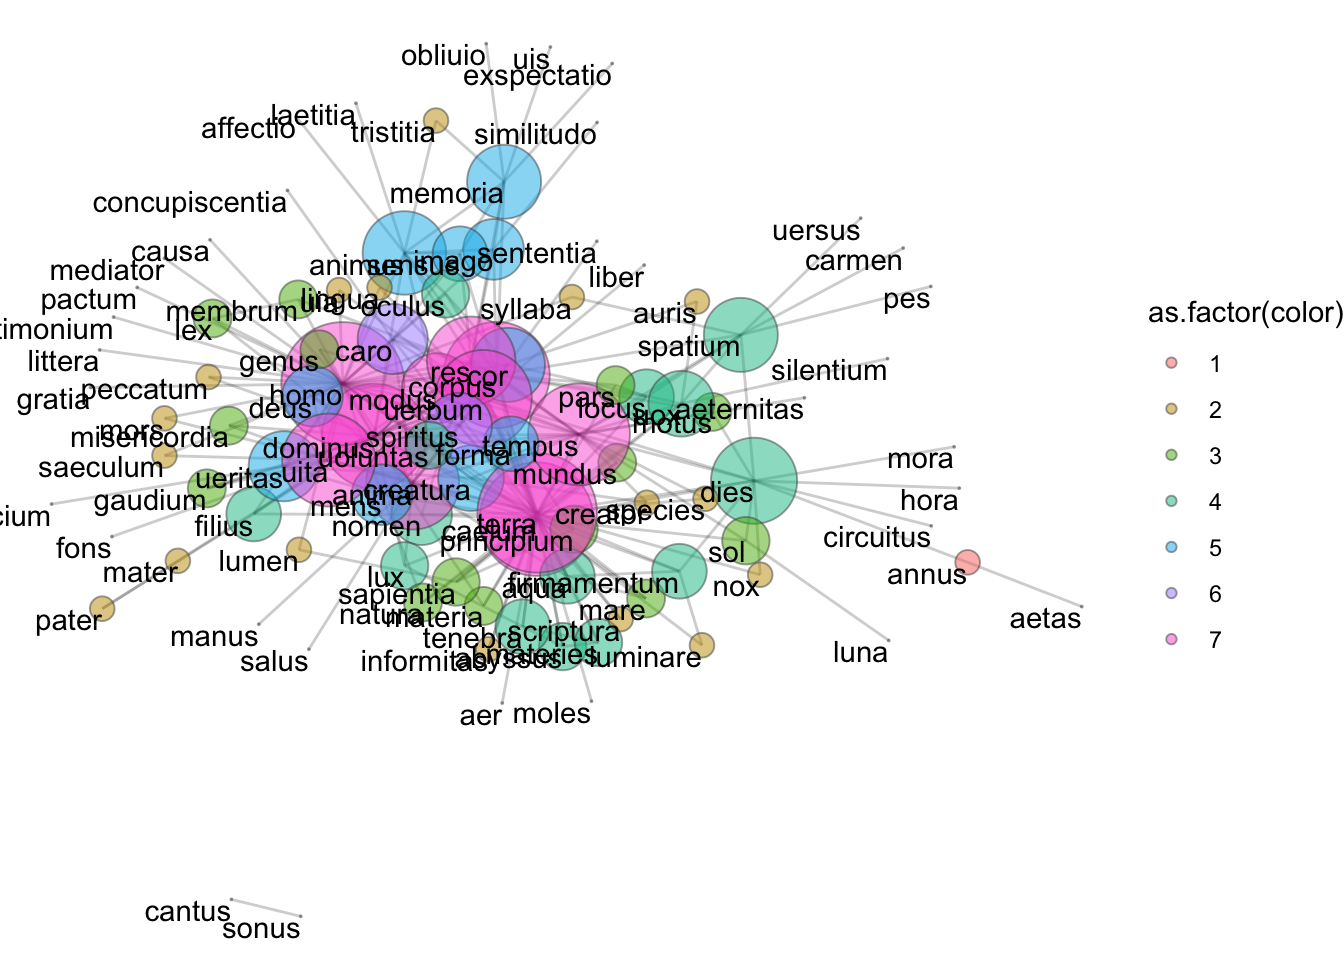 obliuio
uis
exspectatio
laetitia
affectio
tristitia
similitudo
memoria
concupiscentia
uersus
causa
carmen
mediator
animus
sensus
imago
sententia
liber
pactum
lingua
pes
membrum
uia
oculus
syllaba
auris
timonium
lex
spatium
littera
genus
caro
silentium
peccatum
res
cor
gratia
homo
modus
corpus
pars
deus
uerbum
locus
uox
aeternitas
motus
mors
misericordia
spiritus
dominus
uoluntas
forma
tempus
mora
saeculum
ueritas
uita
mundus
gaudium
anima
creatura
dies
hora
cium
filius
mens
nomen
terra
creator
species
caelum
principium
circuitus
fons
lumen
sol
mater
lux
firmamentum
aqua
nox
annus
pater
sapientia
natura
materia
mare
aetas
manus
tenebra
scriptura
salus
informitas
abyssus
materies
luminare
luna
aer
moles
cantus
sonus
as.factor(color)
1
2
3
4
5
6
7